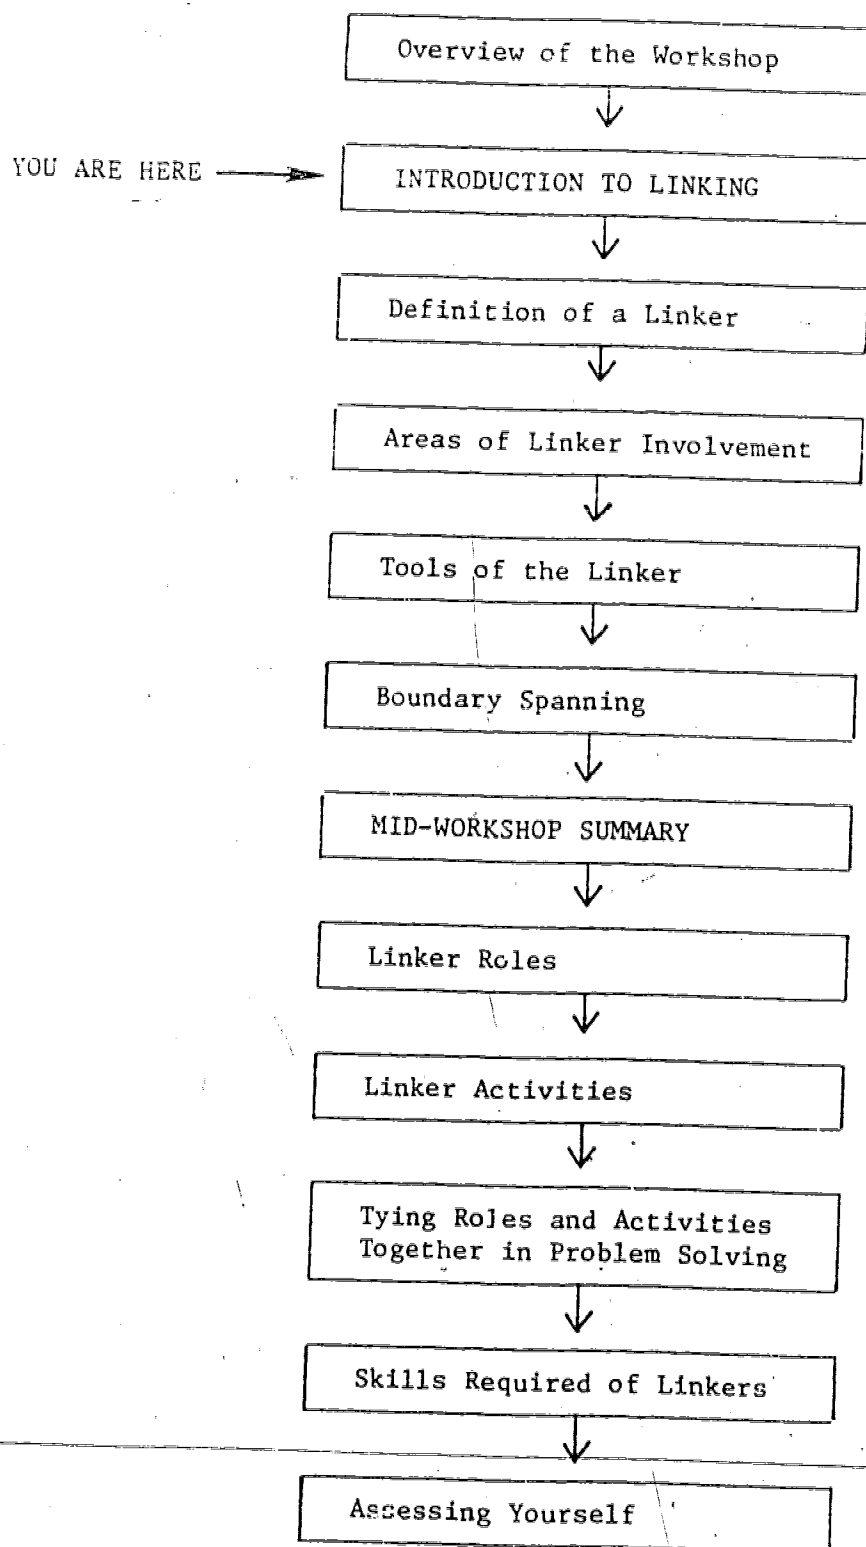 Overview of the Workshop
YOU ARE HERE
INTRODUCTION TO LINKING
Definition of a Linker
Areas of Linker Involvement
Tools of the Linker
Boundary Spanning
MID-WORKSHOP SUMMARY
Linker Roles
Linker Activities
Tying Roles and Activities
Together in Problem Solving
Skills Required of Linkers
Assessing Yourself